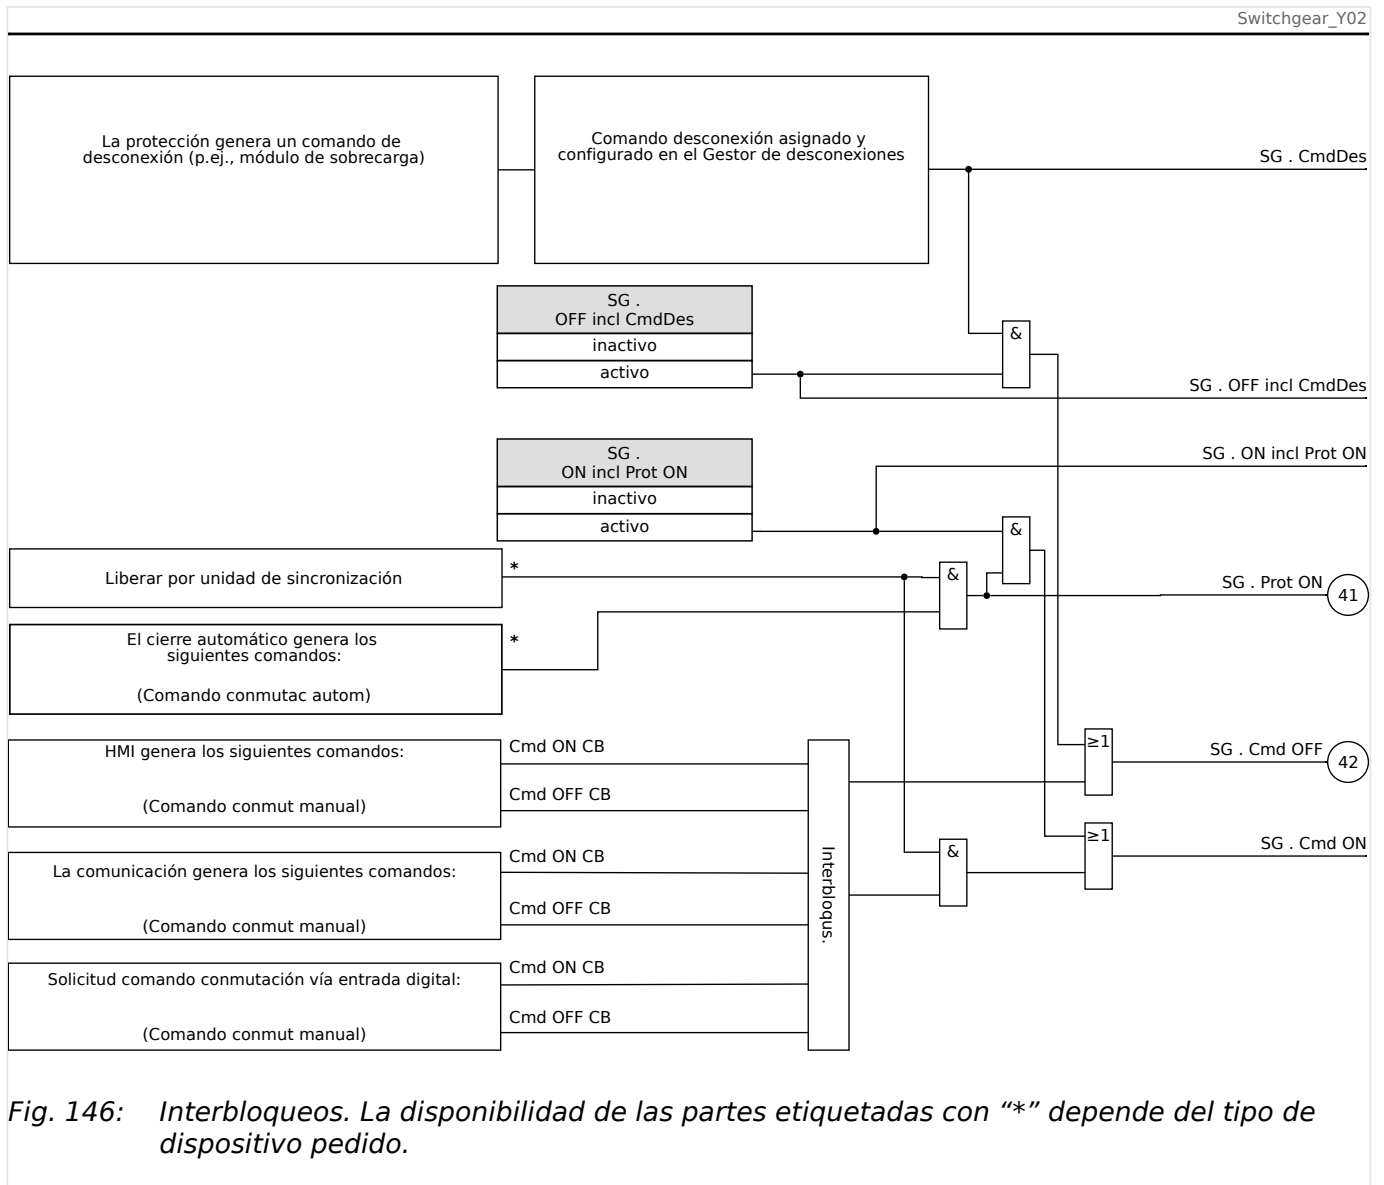 Switchgear_Y02
La protección genera un comando de
desconexión (p.ej., módulo de sobrecarga)
Comando desconexión asignado y
configurado en el Gestor de desconexiones
SG . CmdDes
SG .
OFF incl CmdDes
inactivo
activo
&
SG . OFF incl CmdDes
SG .
ON incl Prot ON
inactivo
activo
SG . ON incl Prot ON
&
Liberar por unidad de sincronización
*
&
SG . Prot ON
41
El cierre automático genera los
siguientes comandos:
(Comando conmutac autom)
*
HMI genera los siguientes comandos:
(Comando conmut manual)
Cmd ON CB
Cmd OFF CB
≥1
SG . Cmd OFF
42
La comunicación genera los siguientes comandos:
(Comando conmut manual)
Cmd ON CB
Cmd OFF CB
Interbloqus.
&
≥1
SG . Cmd ON
Solicitud comando conmutación vía entrada digital:
(Comando conmut manual)
Cmd ON CB
Cmd OFF CB
Fig. 146: Interbloqueos. La disponibilidad de las partes etiquetadas con “*” depende del tipo de
dispositivo pedido.